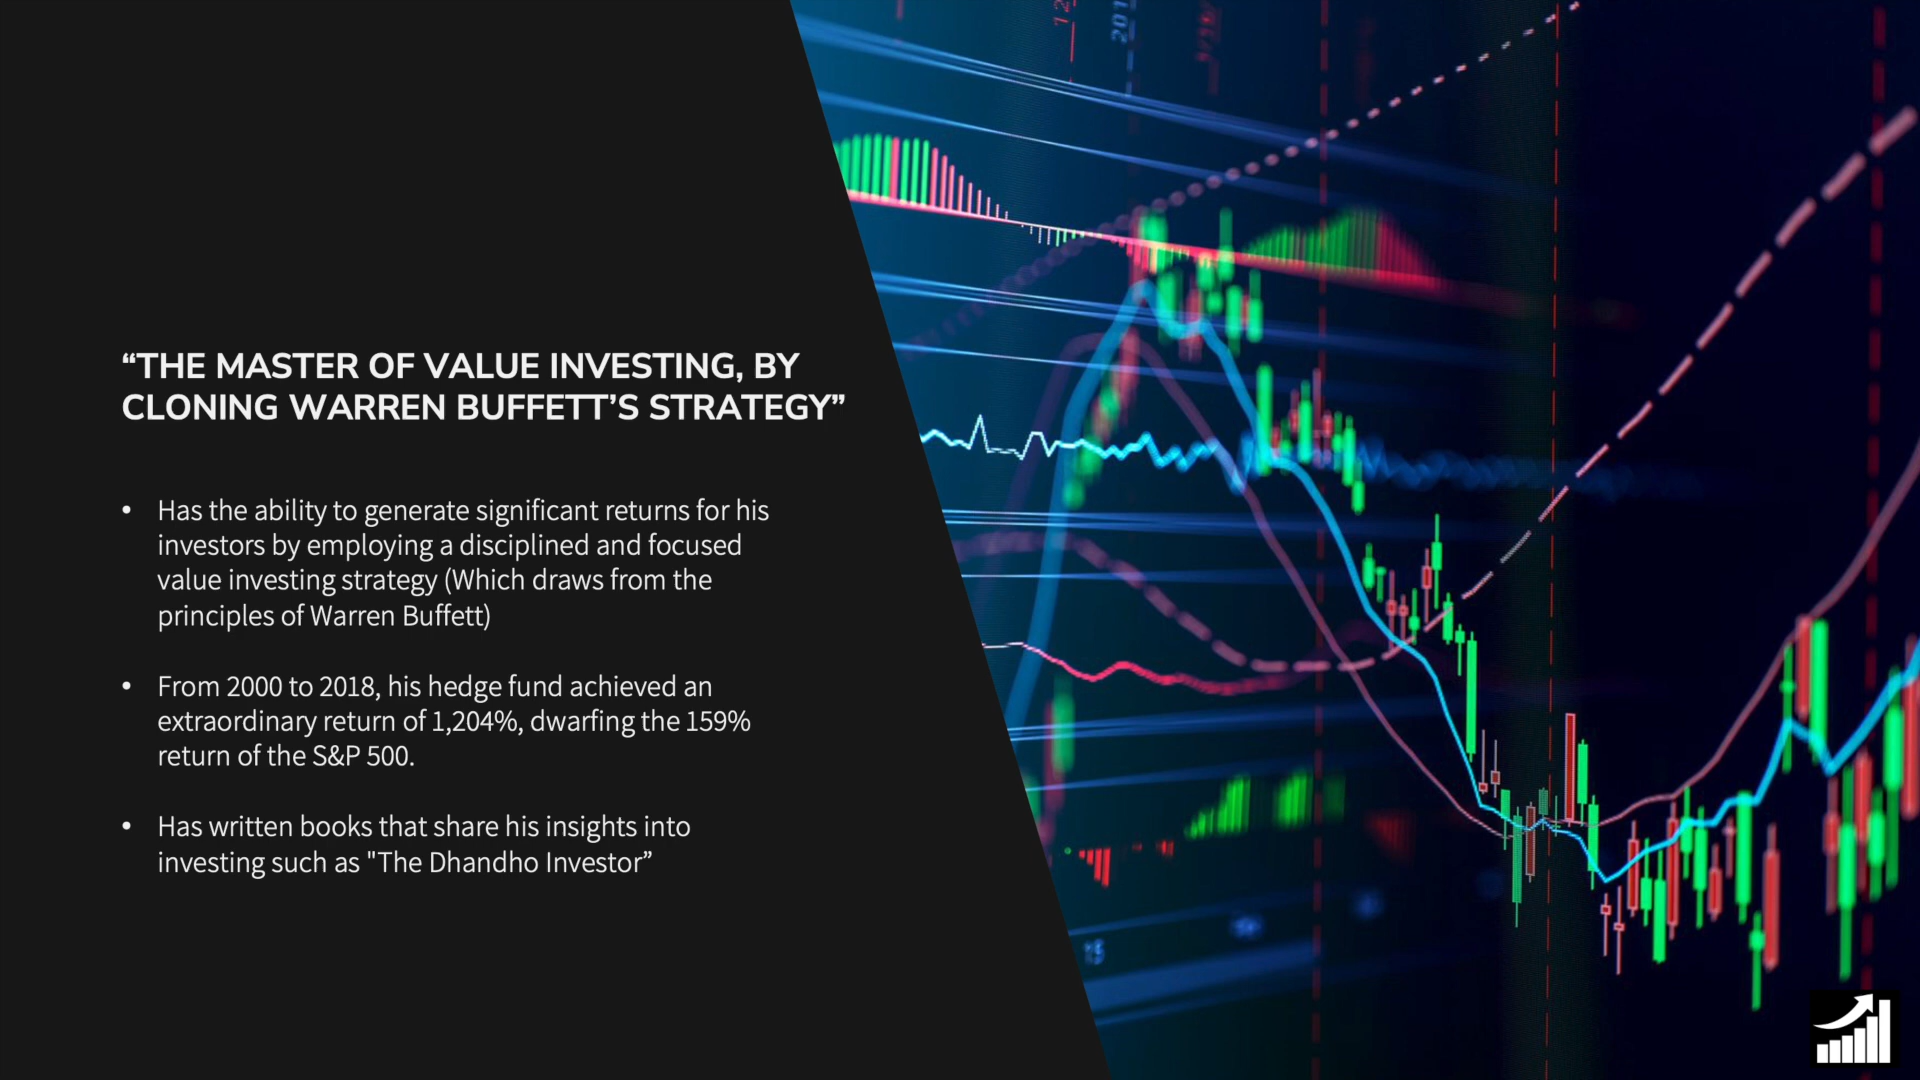 “THE MASTER OF VALUE INVESTING, BY
CLONING WARREN BUFFETT’S STRATEGY”
• Has the ability to generate significant returns for his
investors by employing a disciplined and focused
value investing strategy (Which draws from the
principles of Warren Buffett)
• From 2000 to 2018, his hedge fund achieved an
extraordinary return of 1,204%, dwarfing the 159%
return of the S&P 500.
• Has written books that share his insights into
investing such as "The Dhandho Investor”